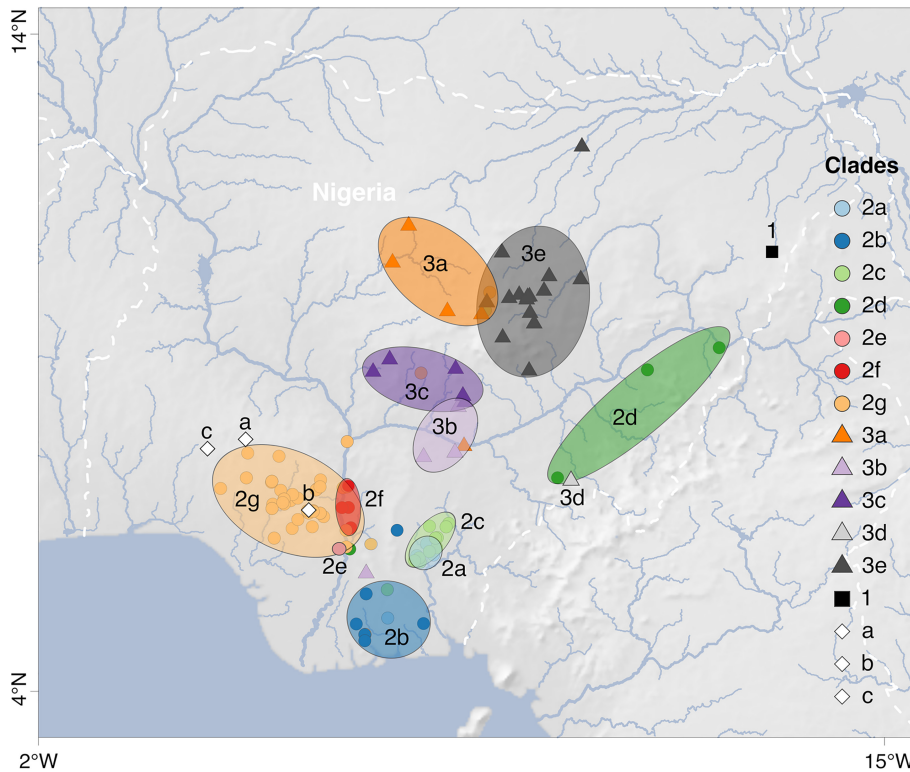 14°N
Nigeria
Clades
2a
2b
2c
2d
2e
2f
2g
3a
3b
3c
3d
3e
1
a
b
c
1
3e
3a
3c
3b
2d
a
c
2g
b
2f
3d
2c
2e
2a
2b
4°N
2°W
15°W